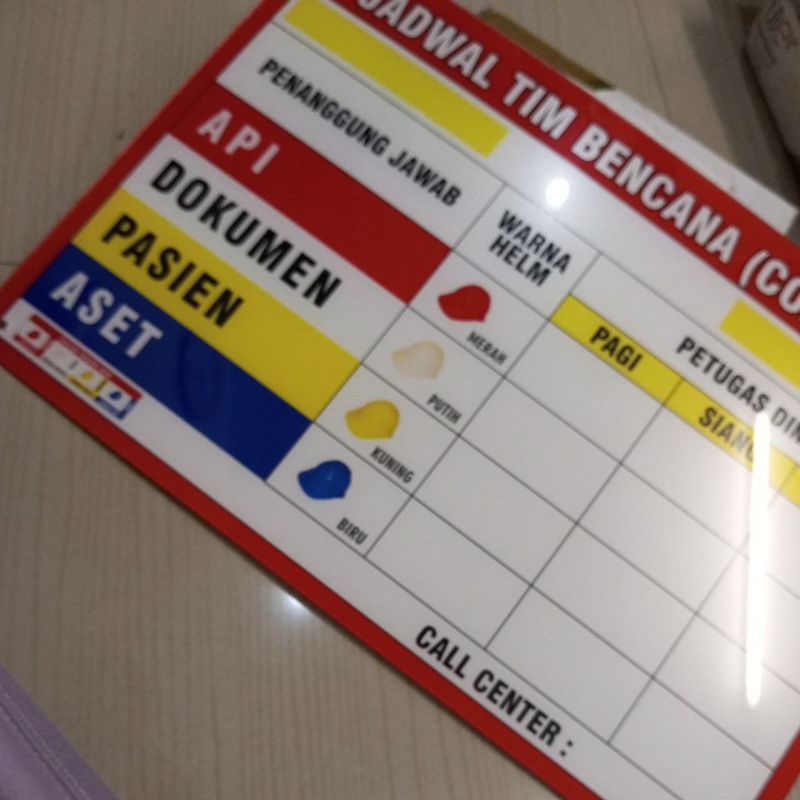 JADWAL TIM BENCANA (CO
PENANGGUNG JAWAB
WARNA
HELM
PETUGAS DIN
PAGI
SIANG
API
MERAH
DOKUMEN
PUTIH
PASIEN
KUNING
ASET
BIRU
CALL CENTER :